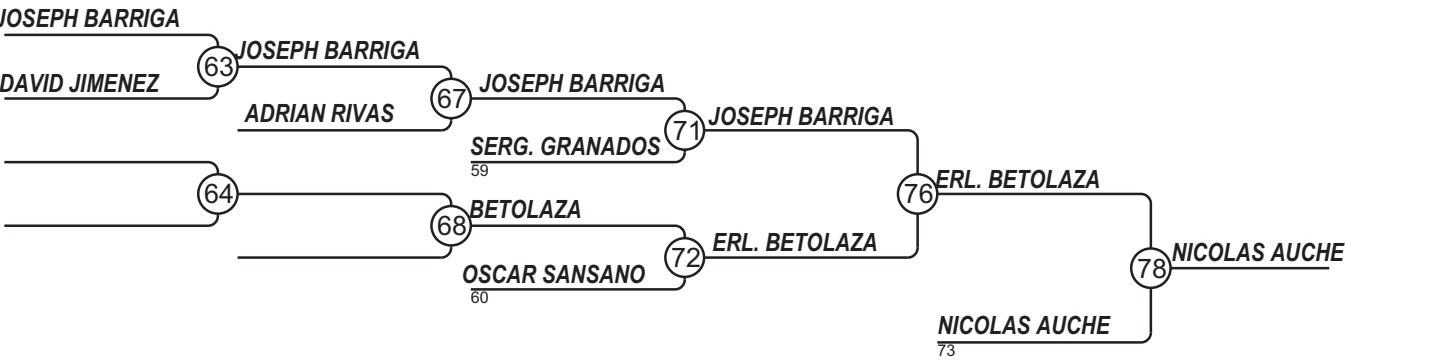 JOSEPH BARRIGA
63
DAVID JIMENEZ
JOSEPH BARRIGA
67
ADRIAN RIVAS
JOSEPH BARRIGA
71
SERG. GRANADOS
59
JOSEPH BARRIGA
76
64
68
BETOLAZA
72
OSCAR SANSANO
60
ERL. BETOLAZA
ERL. BETOLAZA
78
NICOLAS AUCHE
73
NICOLAS AUCHE